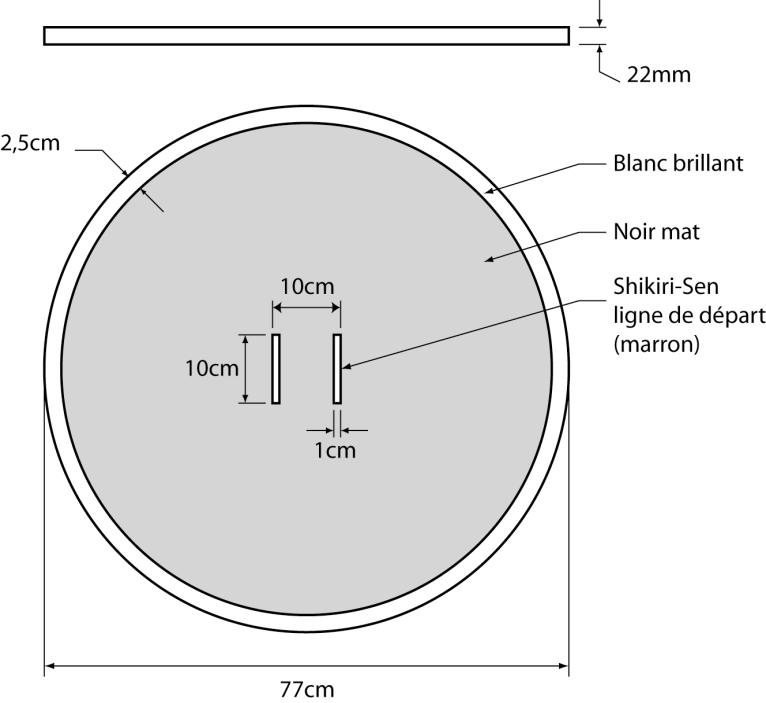 22mm
2,5cm
Blanc brillant
Noir mat
Shikiri-Sen
ligne de départ
(marron)
10cm
10cm
1cm
77cm